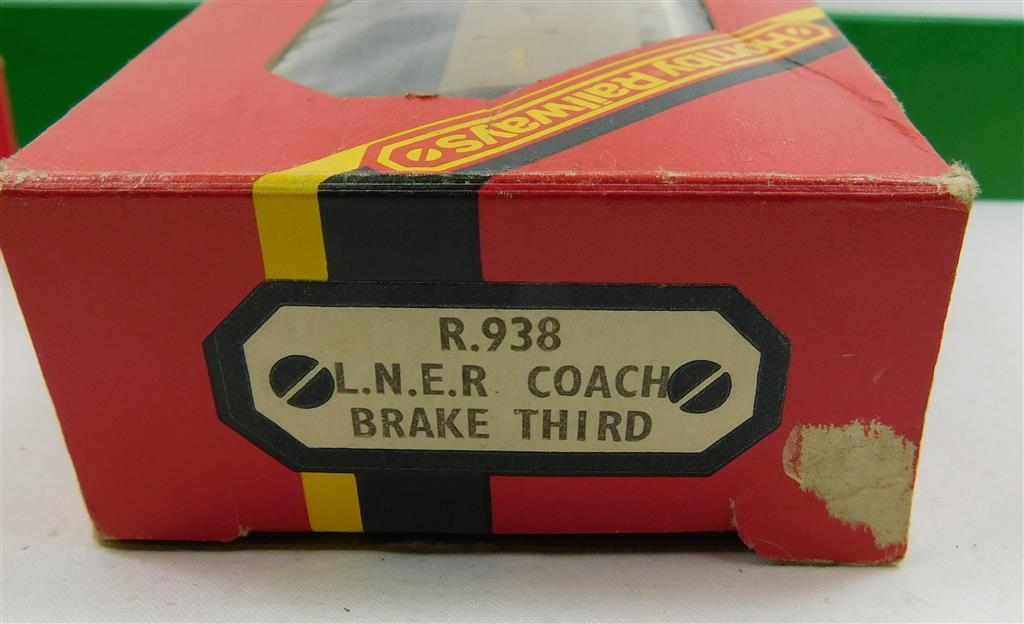 Hornby Railways
R.938
L.N.E.R COACH
BRAKE THIRD